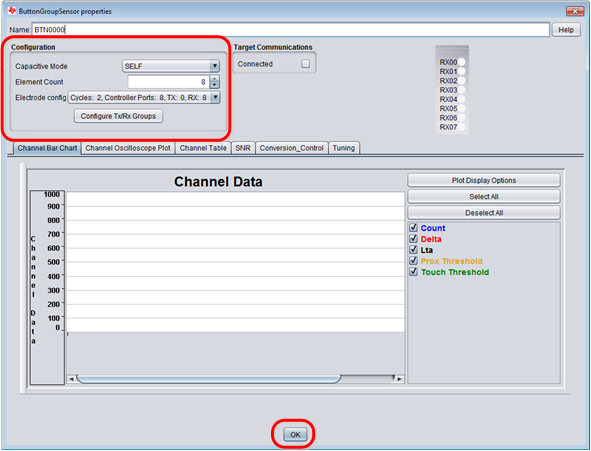 ButtonGroupSensor properties
Name: BTN0000
Help
Configuration
Target Communications
Capacitive Mode SELF
Connected
Element Count 8
Electrode config Cycles: 2, Controller Ports: 8, TX: 0, RX: 8
Configure Tx/Rx Groups
RX00
RX01
RX02
RX03
RX04
RX05
RX06
RX07
Channel Bar Chart Channel Oscilloscope Plot Channel Table SNR Conversion_Control Tuning
Channel Data
Channel Data
1000
900
800
700
600
500
400
300
200
100
0
Plot Display Options
Select All
Deselect All
Count
Delta
Lta
Prox Threshold
Touch Threshold
OK